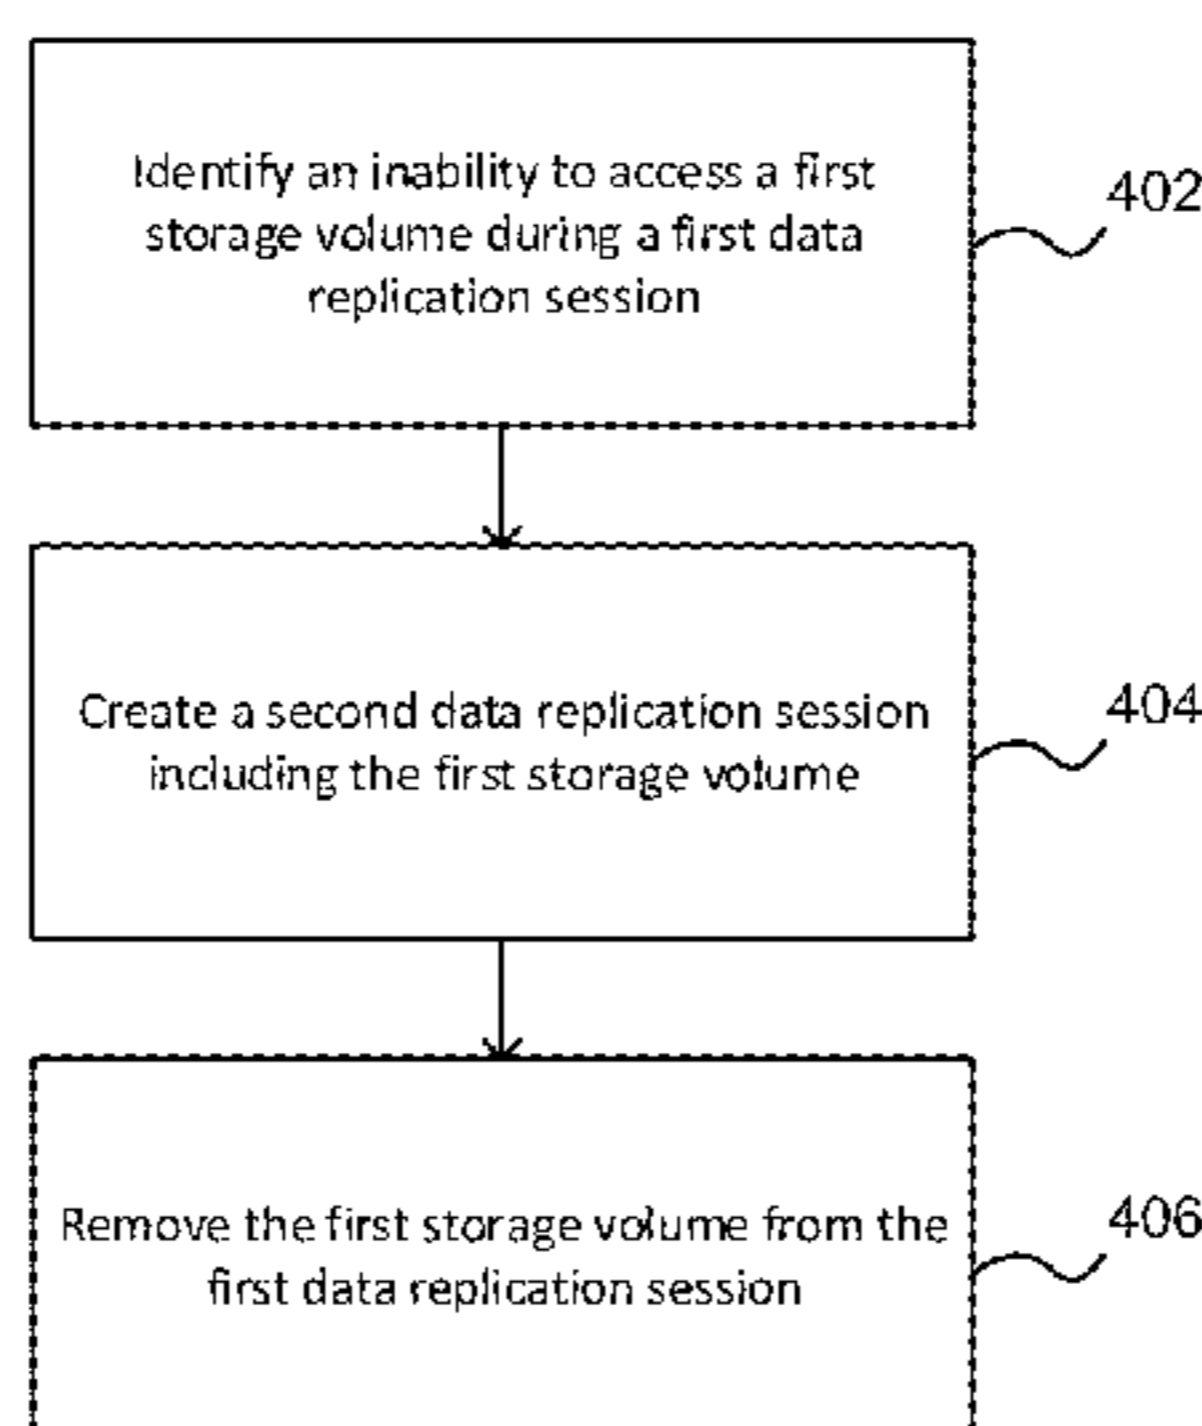 Identify an inability to access a first
storage volume during a first data
replication session
402
Create a second data replication session
including the first storage volume
404
Remove the first storage volume from the
first data replication session
406